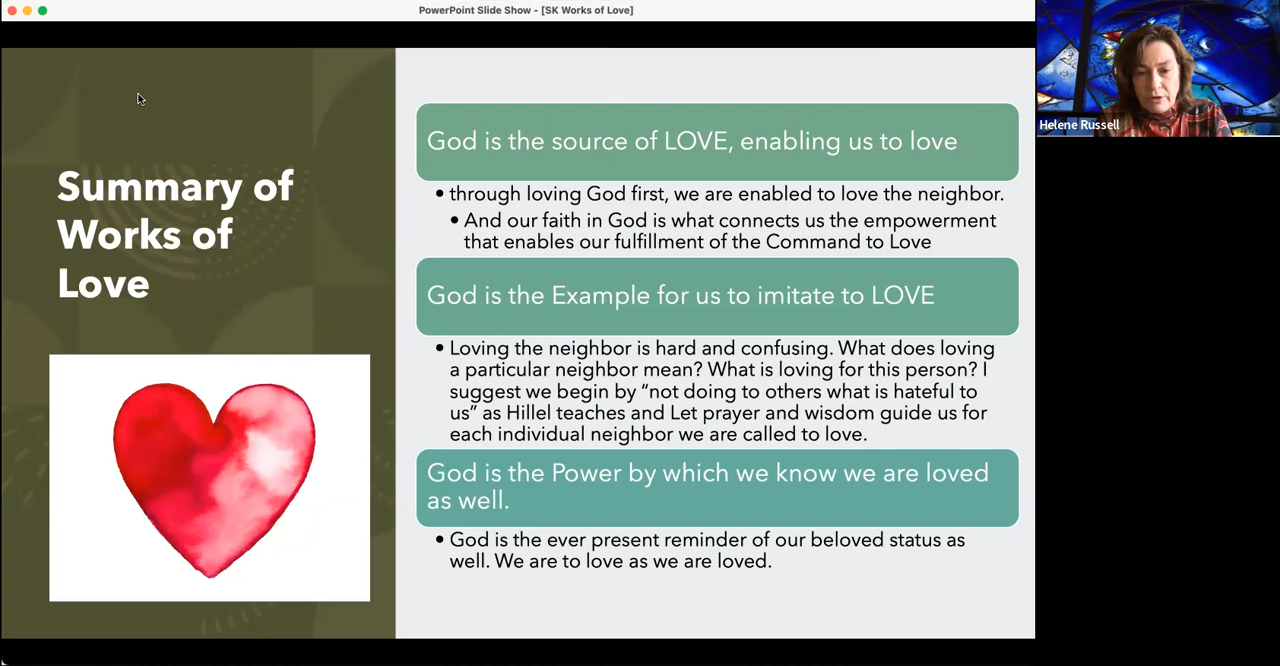 PowerPoint Slide Show - [SK Works of Love]
Helene Russell
Summary of
Works of
Love
God is the source of LOVE, enabling us to love
• through loving God first, we are enabled to love the neighbor.
• And our faith in God is what connects us the empowerment
that enables our fulfillment of the Command to Love
God is the Example for us to imitate to LOVE
• Loving the neighbor is hard and confusing. What does loving
a particular neighbor mean? What is loving for this person? I
suggest we begin by “not doing to others what is hateful to
us” as Hillel teaches and Let prayer and wisdom guide us for
each individual neighbor we are called to love.
God is the Power by which we know we are loved
as well.
• God is the ever present reminder of our beloved status as
well. We are to love as we are loved.